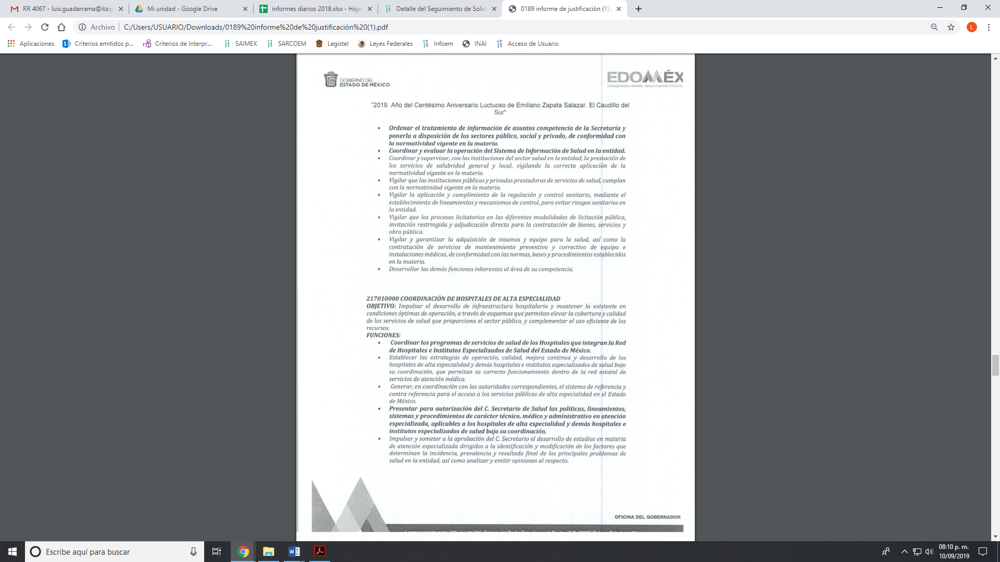 RR 4067 - luis.guadarrama@itaip
Mi unidad - Google Drive
informes diarios 2018.xlsx - Hojas
Detalle del Seguimiento de Solici
0189 informe de justificación (1).
Archivo
C:/Users/USUARIO/Downloads/0189%20informe%20de%20justificación%20(1).pdf
L
Aplicaciones
Criterios emitidos p...
Criterios de Interpr...
SAIMEX
SARCOEM
Legistel
Leyes Federales
Infoem
INAI
Acceso de Usuario
GOBIERNO DEL
ESTADO DE MÉXICO
EDOMÉX
DECISIONES FIRMES, RESULTADOS FUERTES
"2019. Año del Centésimo Aniversario Luctuoso de Emiliano Zapata Salazar. El Caudillo del
Sur"
• Ordenar el tratamiento de información de asuntos competencia de la Secretaría y
ponerla a disposición de los sectores público, social y privado, de conformidad con
la normatividad vigente en la materia.
• Coordinar y evaluar la operación del Sistema de Información de Salud en la entidad.
• Coordinar y supervisar, con las instituciones del sector salud en la entidad, la prestación de
los servicios de salubridad general y local, vigilando la correcta aplicación de la
normatividad vigente en la materia.
• Vigilar que las instituciones públicas y privadas prestadoras de servicios de salud, cumplan
con la normatividad vigente en la materia.
• Vigilar la aplicación y cumplimiento de la regulación y control sanitario, mediante el
establecimiento de lineamientos y mecanismos de control, para evitar riesgos sanitarios en
la entidad.
• Vigilar que los procesos licitatorios en las diferentes modalidades de licitación pública,
invitación restringida y adjudicación directa para la contratación de bienes, servicios y
obra pública.
• Vigilar y garantizar la adquisición de insumos y equipo para la salud, así como la
contratación de servicios de mantenimiento preventivo y correctivo de equipo e
instalaciones médicas, de conformidad con las normas, bases y procedimientos establecidos
en la materia.
• Desarrollar las demás funciones inherentes al área de su competencia.
217010000 COORDINACIÓN DE HOSPITALES DE ALTA ESPECIALIDAD
OBJETIVO: Impulsar el desarrollo de infraestructura hospitalaria y mantener la existente en
condiciones óptimas de operación, a través de esquemas que permitan elevar la cobertura y calidad
de los servicios de salud que proporciona el sector público, y complementar el uso eficiente de los
recursos.
FUNCIONES:
• Coordinar los programas de servicios de salud de los Hospitales que integran la Red
de Hospitales e Institutos Especializados de Salud del Estado de México.
• Establecer las estrategias de operación, calidad, mejora continua y desarrollo de los
hospitales de alta especialidad y demás hospitales e institutos especializados de salud bajo
su coordinación, que permitan su correcto funcionamiento dentro de la red estatal de
servicios de atención médica.
• Generar, en coordinación con las autoridades correspondientes, el sistema de referencia y
contra referencia para el acceso a los servicios públicos de alta especialidad en el Estado
de México.
• Presentar para autorización del C. Secretario de Salud las políticas, lineamientos,
sistemas y procedimientos de carácter técnico, médico y administrativo en atención
especializada, aplicables a los hospitales de alta especialidad y demás hospitales e
institutos especializados de salud bajo su coordinación.
• Impulsar y someter a la aprobación del C. Secretario el desarrollo de estudios en materia
de atención especializada dirigidos a la identificación y modificación de los factores que
determinan la incidencia, prevalencia y resultado final de los principales problemas de
salud en la entidad, así como analizar y emitir opiniones al respecto.
OFICINA DEL GOBERNADOR
Escribe aquí para buscar
08:10 p. m.
10/09/2019